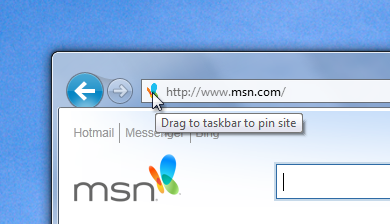 http://www.msn.com/
Drag to taskbar to pin site
Hotmail Messenger Bing
msn